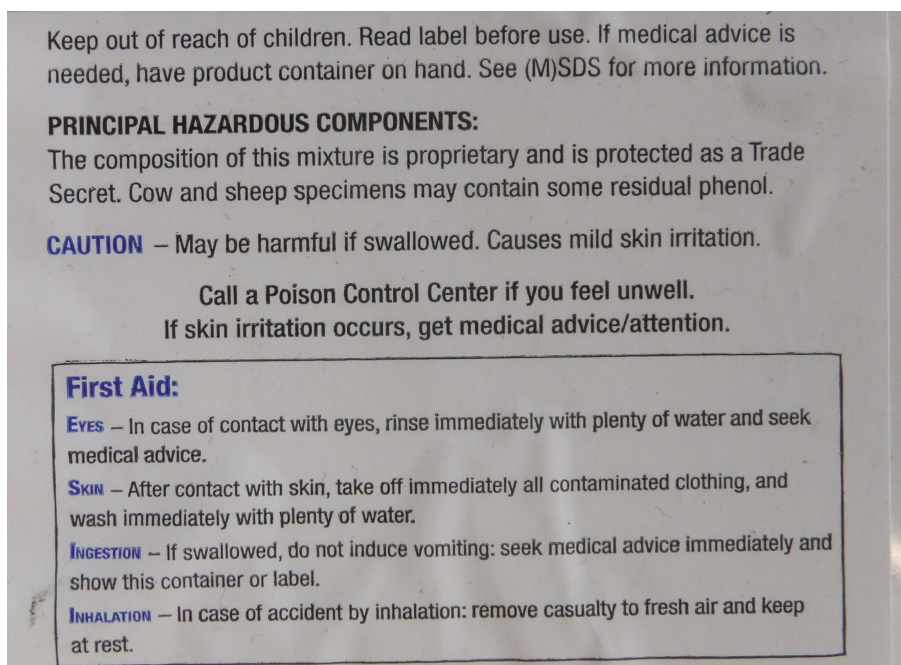 Keep out of reach of children. Read label before use. If medical advice is
needed, have product container on hand. See (M)SDS for more information.
PRINCIPAL HAZARDOUS COMPONENTS:
The composition of this mixture is proprietary and is protected as a Trade
Secret. Cow and sheep specimens may contain some residual phenol.
CAUTION – May be harmful if swallowed. Causes mild skin irritation.
Call a Poison Control Center if you feel unwell.
If skin irritation occurs, get medical advice/attention.
First Aid:
EYES – In case of contact with eyes, rinse immediately with plenty of water and seek
medical advice.
SKIN – After contact with skin, take off immediately all contaminated clothing, and
wash immediately with plenty of water.
INGESTION – If swallowed, do not induce vomiting: seek medical advice immediately and
show this container or label.
INHALATION – In case of accident by inhalation: remove casualty to fresh air and keep
at rest.